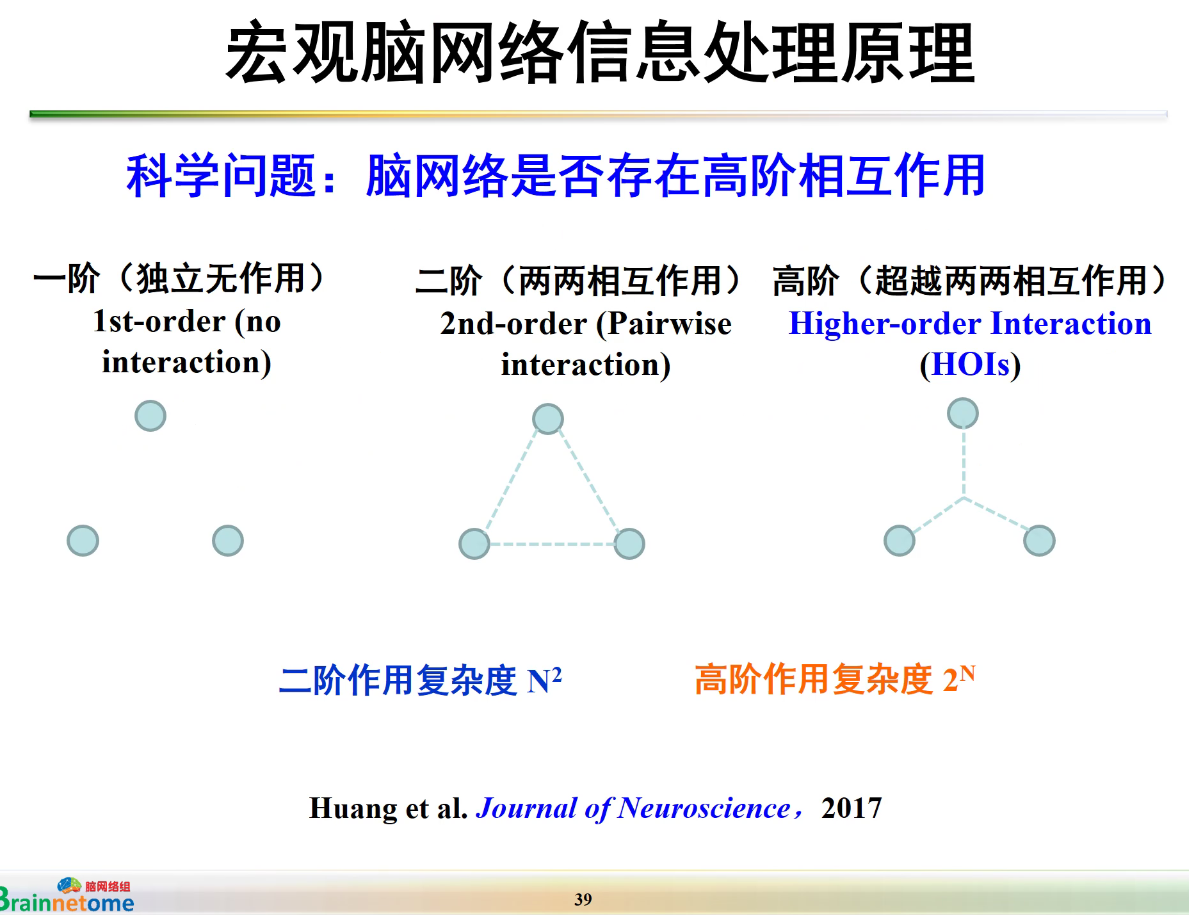 宏观脑网络信息处理原理
科学问题：脑网络是否存在高阶相互作用
一阶（独立无作用）
1st-order (no
interaction)
二阶（两两相互作用）
2nd-order (Pairwise
interaction)
高阶（超越两两相互作用）
Higher-order Interaction
(HOIs)
二阶作用复杂度 N²
高阶作用复杂度 2ᴺ
Huang et al. Journal of Neuroscience，2017
脑网络组
Brainnetome
39